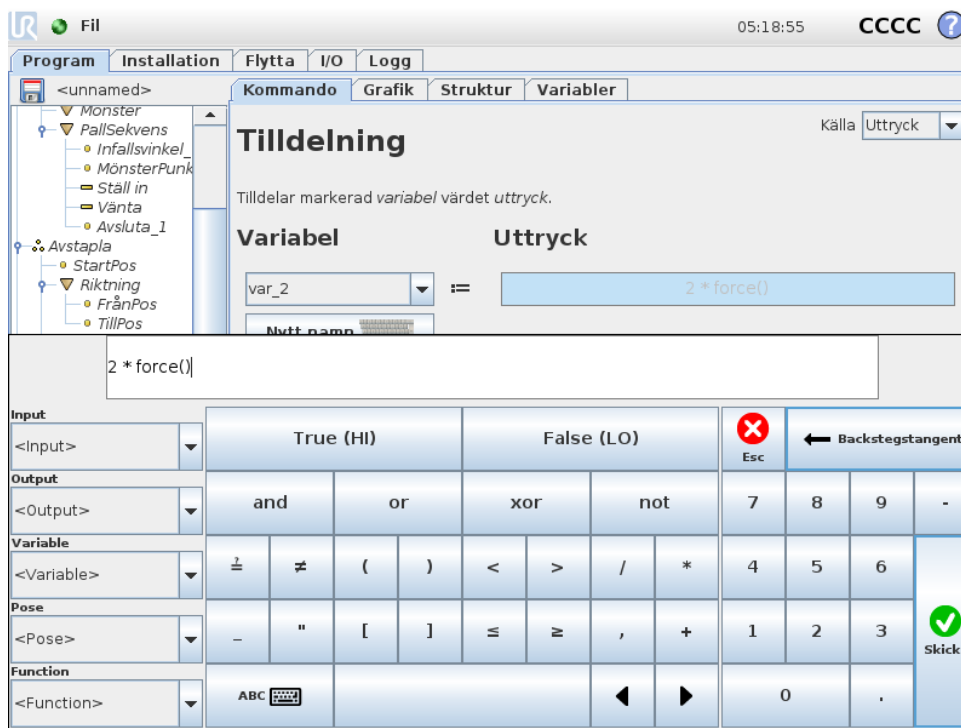 UR Fil 05:18:55 CCCC ?
Program Installation Flytta I/O Logg
<unnamed>
Kommando Grafik Struktur Variabler
Mönster
PallSekvens
Infallsvinkel_
MönsterPunk
Ställ in
Vänta
Avsluta_1
Avstapla
StartPos
Riktning
FrånPos
TillPos
Källa Uttryck
Tilldelning
Tilldelar markerad variabel värdet uttryck.
Variabel Uttryck
var_2 := 2 * force()
Nytt namn
2 * force()
Input
<Input>
Output
<Output>
Variable
<Variable>
Pose
<Pose>
Function
<Function>
True (HI) False (LO) Esc Backstegstangent
and or xor not 7 8 9 -
≟ ≠ ( ) < > / * 4 5 6
_ " [ ] ≤ ≥ , + 1 2 3 Skick
ABC 0 .